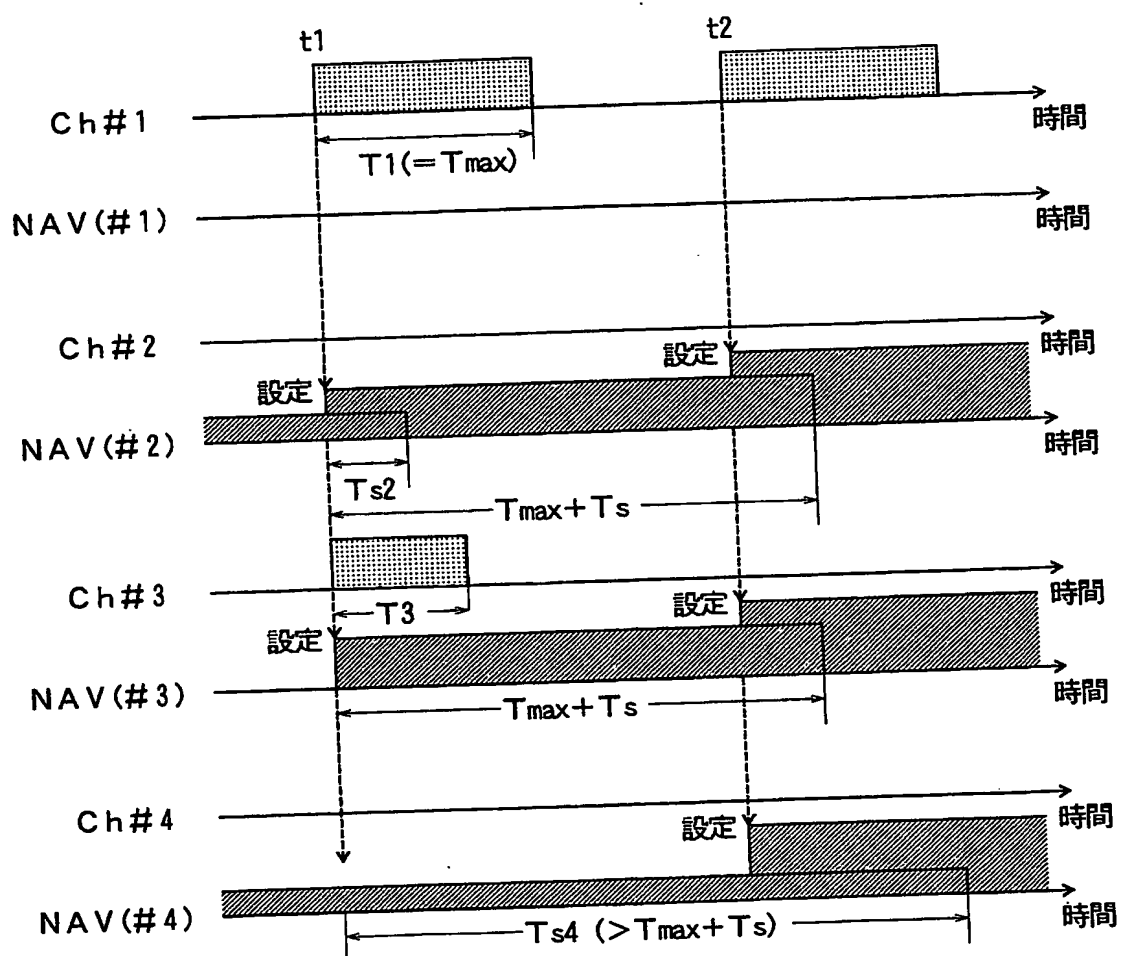 t1 t2
Ch#1 時間
T1(=Tmax)
NAV(#1) 時間
Ch#2 時間
設定 設定
NAV(#2) 時間
Ts2
Tmax+Ts
Ch#3 時間
T3 設定
設定
NAV(#3) 時間
Tmax+Ts
Ch#4 時間
設定
NAV(#4) 時間
Ts4 (>Tmax+Ts)